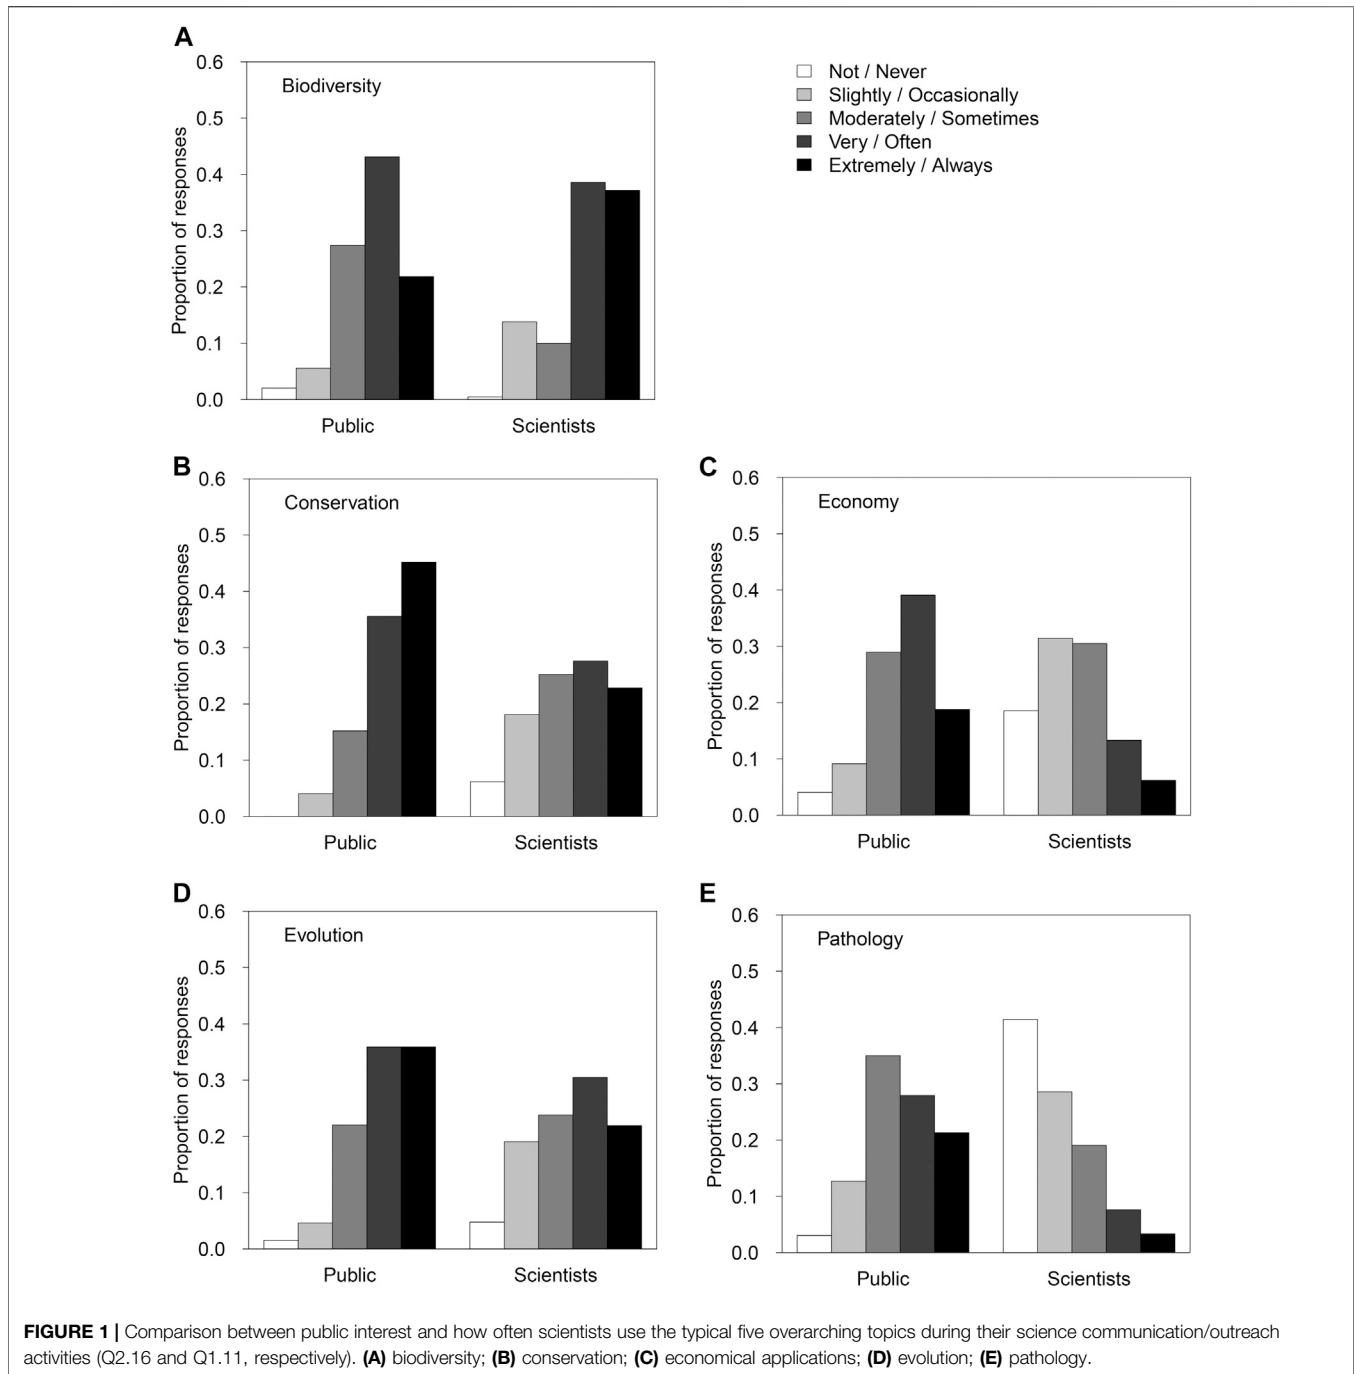 A
Biodiversity
0.6
0.5
0.4
0.3
0.2
0.1
0.0
Proportion of responses
Public Scientists
Not / Never
Slightly / Occasionally
Moderately / Sometimes
Very / Often
Extremely / Always
B
Conservation
0.6
0.5
0.4
0.3
0.2
0.1
0.0
Proportion of responses
Public Scientists
C
Economy
0.6
0.5
0.4
0.3
0.2
0.1
0.0
Proportion of responses
Public Scientists
D
Evolution
0.6
0.5
0.4
0.3
0.2
0.1
0.0
Proportion of responses
Public Scientists
E
Pathology
0.6
0.5
0.4
0.3
0.2
0.1
0.0
Proportion of responses
Public Scientists
FIGURE 1 | Comparison between public interest and how often scientists use the typical five overarching topics during their science communication/outreach
activities (Q2.16 and Q1.11, respectively). (A) biodiversity; (B) conservation; (C) economical applications; (D) evolution; (E) pathology.